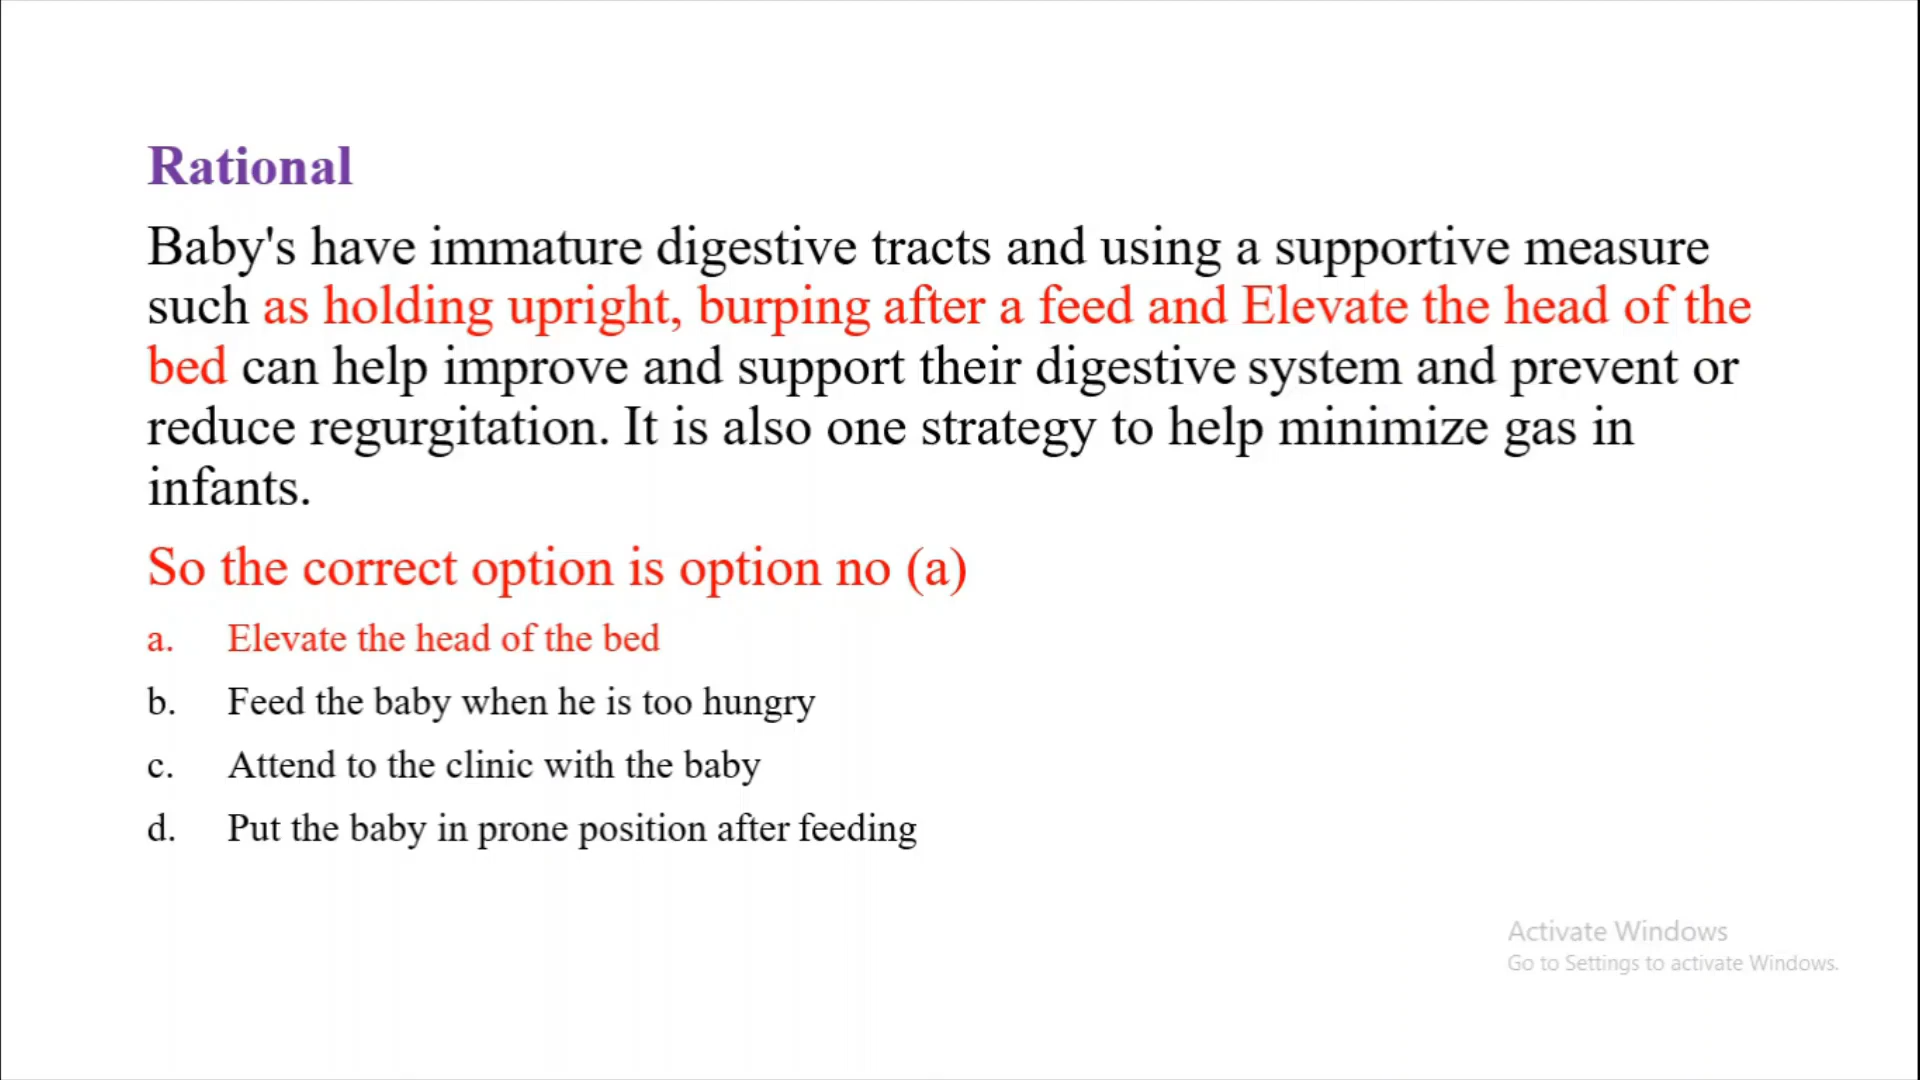 Rational
Baby's have immature digestive tracts and using a supportive measure
such as holding upright, burping after a feed and Elevate the head of the
bed can help improve and support their digestive system and prevent or
reduce regurgitation. It is also one strategy to help minimize gas in
infants.
So the correct option is option no (a)
a. Elevate the head of the bed
b. Feed the baby when he is too hungry
c. Attend to the clinic with the baby
d. Put the baby in prone position after feeding
Activate Windows
Go to Settings to activate Windows.